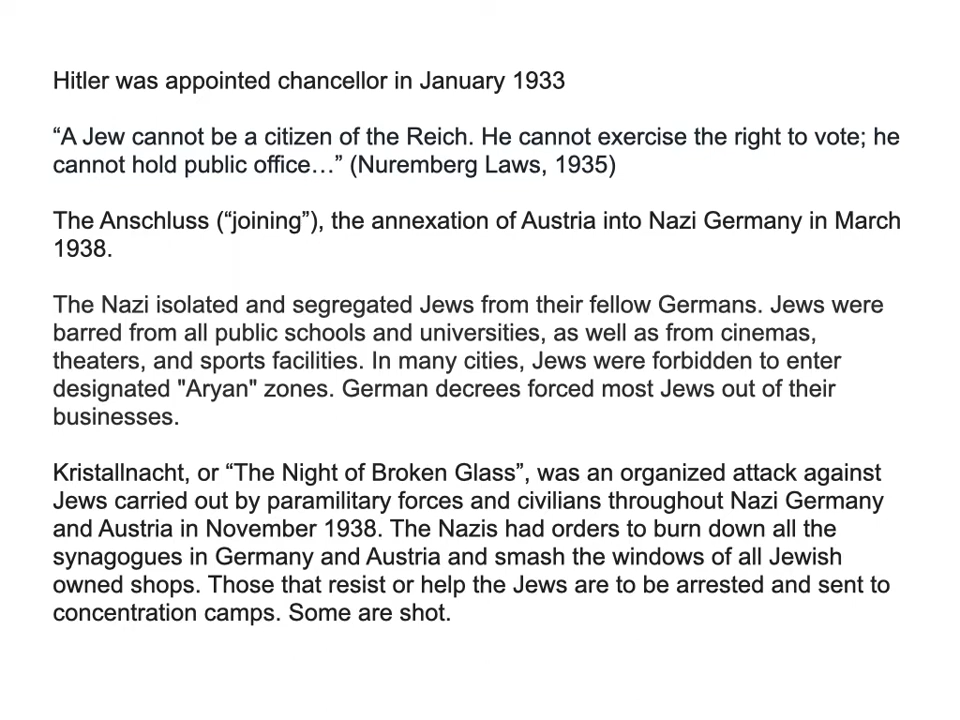 Hitler was appointed chancellor in January 1933
“A Jew cannot be a citizen of the Reich. He cannot exercise the right to vote; he
cannot hold public office…” (Nuremberg Laws, 1935)
The Anschluss (“joining”), the annexation of Austria into Nazi Germany in March
1938.
The Nazi isolated and segregated Jews from their fellow Germans. Jews were
barred from all public schools and universities, as well as from cinemas,
theaters, and sports facilities. In many cities, Jews were forbidden to enter
designated "Aryan" zones. German decrees forced most Jews out of their
businesses.
Kristallnacht, or “The Night of Broken Glass”, was an organized attack against
Jews carried out by paramilitary forces and civilians throughout Nazi Germany
and Austria in November 1938. The Nazis had orders to burn down all the
synagogues in Germany and Austria and smash the windows of all Jewish
owned shops. Those that resist or help the Jews are to be arrested and sent to
concentration camps. Some are shot.